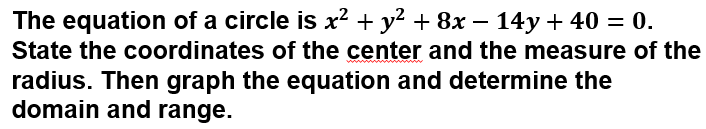 The equation of a circle is x² + y² + 8x − 14y + 40 = 0.
State the coordinates of the center and the measure of the
radius. Then graph the equation and determine the
domain and range.